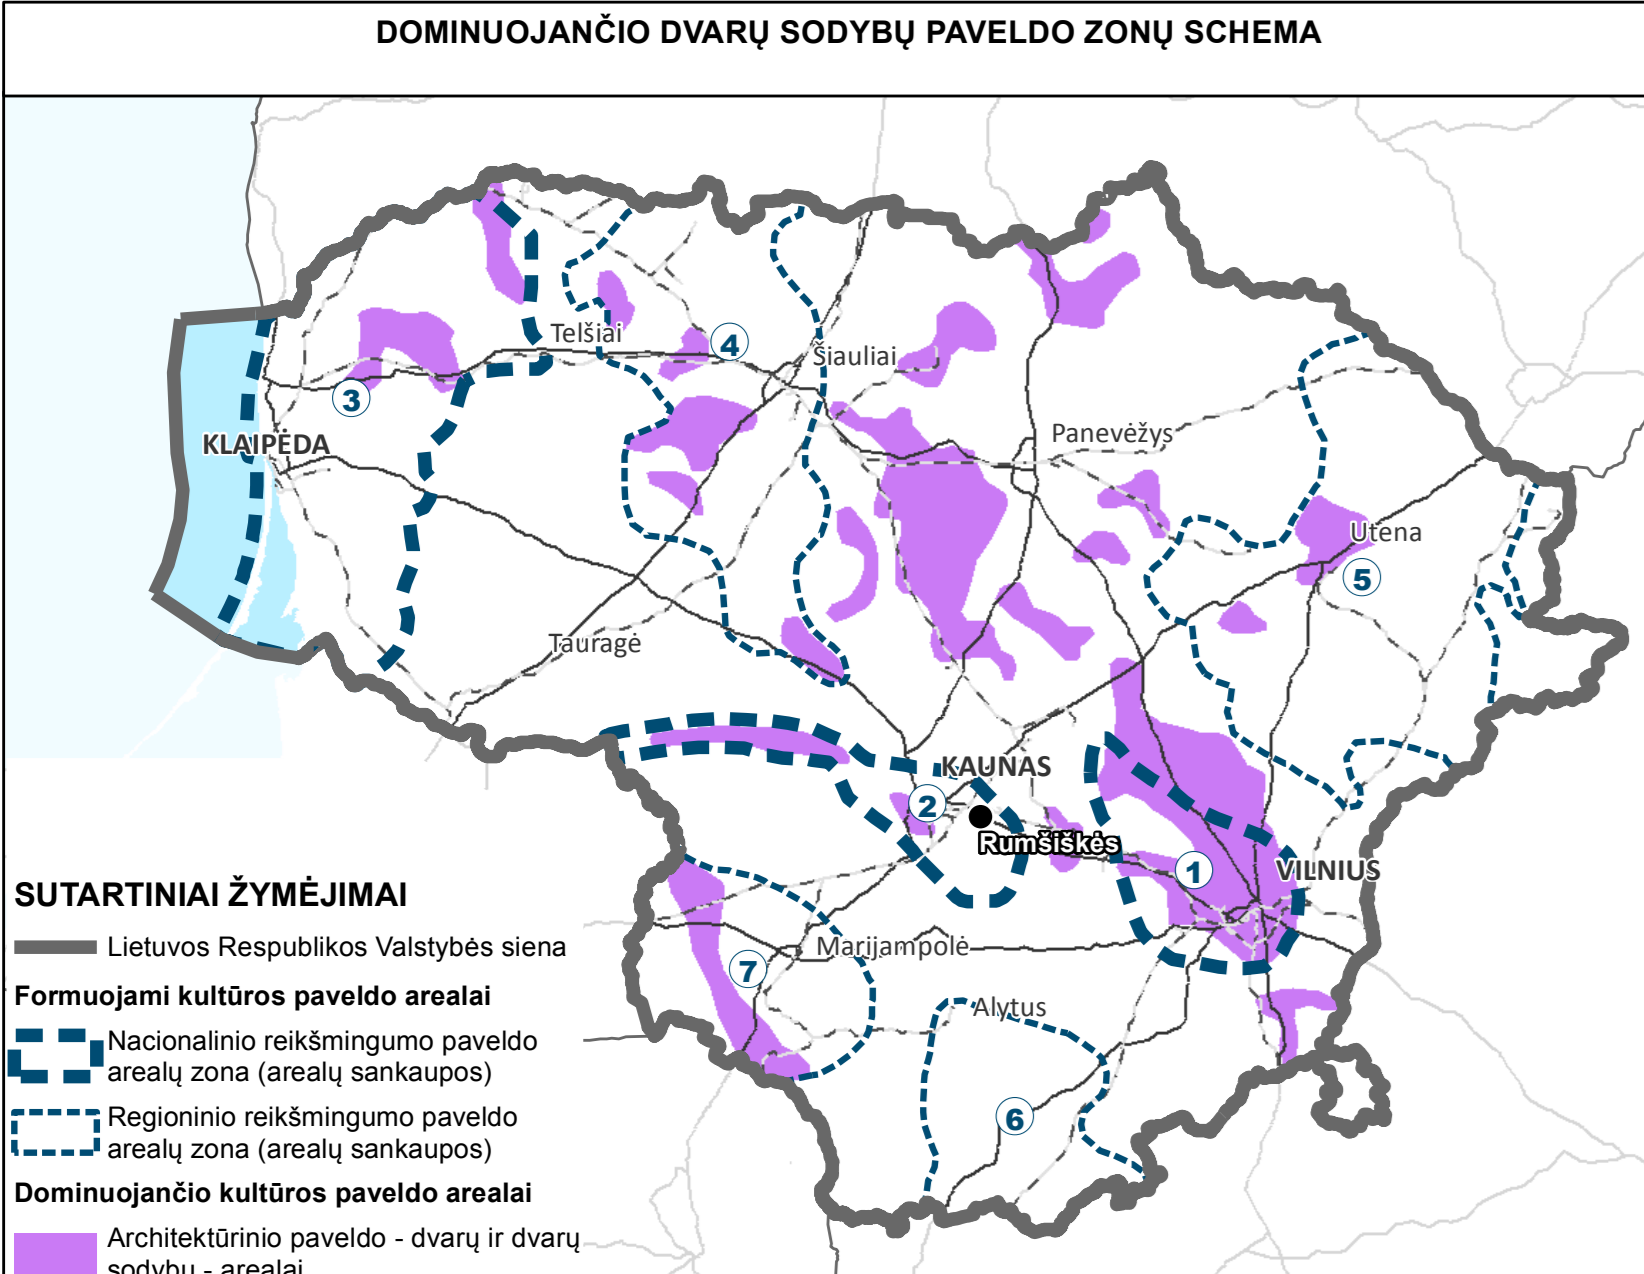 DOMINUOJANČIO DVARŲ SODYBŲ PAVELDO ZONŲ SCHEMA
Telšiai
4
Šiauliai
3
KLAIPĖDA
Panevėžys
Utena
5
Tauragė
KAUNAS
2
Rumšiškės
1
VILNIUS
Marijampolė
7
Alytus
6
SUTARTINIAI ŽYMĖJIMAI
Lietuvos Respublikos Valstybės siena
Formuojami kultūros paveldo arealai
Nacionalinio reikšmingumo paveldo
arealų zona (arealų sankaupos)
Regioninio reikšmingumo paveldo
arealų zona (arealų sankaupos)
Dominuojančio kultūros paveldo arealai
Architektūrinio paveldo - dvarų ir dvarų
sodybų - arealai